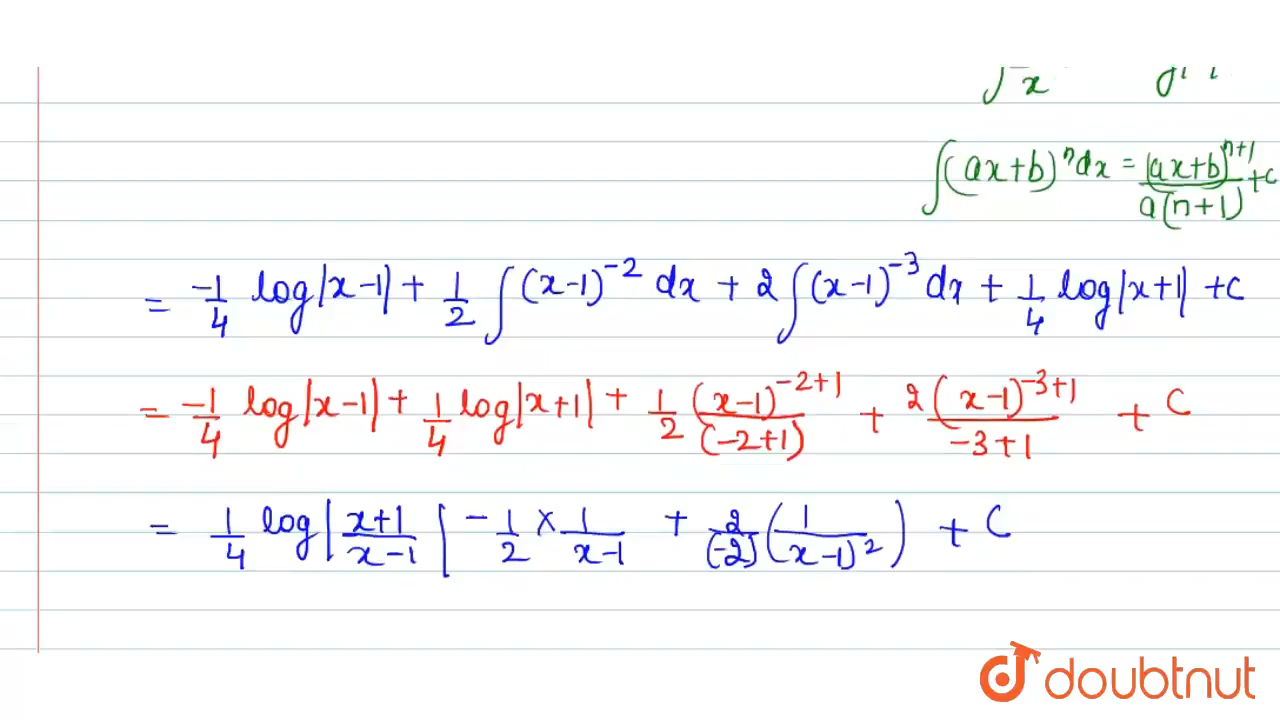 ∫ x
∫(ax+b)ⁿdx = (ax+b)ⁿ⁺¹/a(n+1) +c
= -1/4 log|x-1| + 1/2 ∫(x-1)⁻² dx + 2∫(x-1)⁻³ dx + 1/4 log|x+1| +C
= -1/4 log|x-1| + 1/4 log|x+1| + 1/2 (x-1)⁻²⁺¹/(-2+1) + 2(x-1)⁻³⁺¹/-3+1 + C
= 1/4 log|x+1/x-1| - 1/2 × 1/x-1 + 2/(-2) (1/(x-1)²) + C
doubtnut